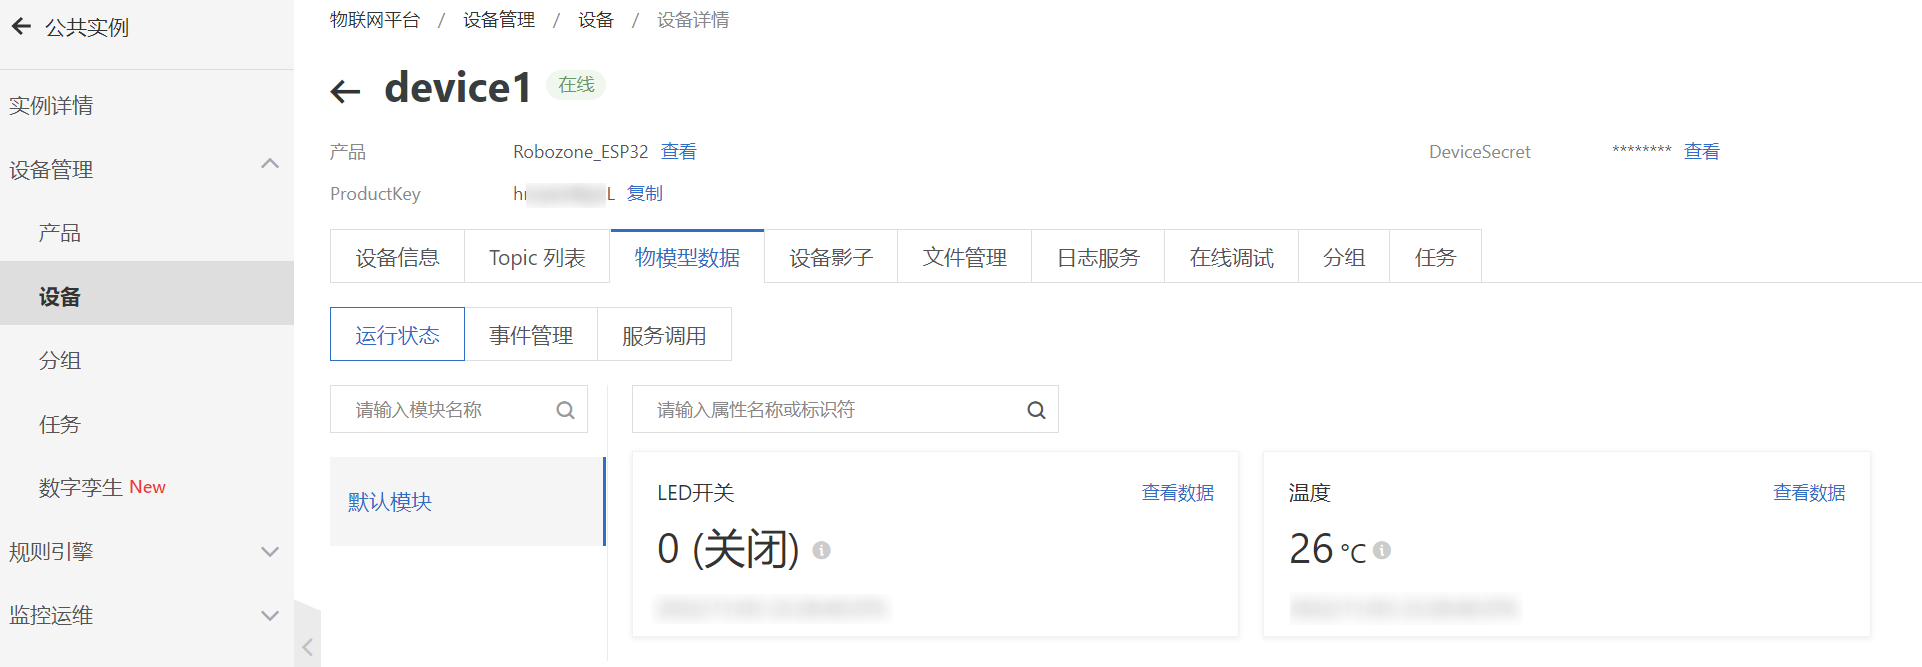 公共实例
实例详情
设备管理
产品
设备
分组
任务
数字孪生 New
规则引擎
监控运维
物联网平台 / 设备管理 / 设备 / 设备详情
device1 在线
产品 Robozone_ESP32 查看 DeviceSecret ******** 查看
ProductKey 复制
设备信息 Topic 列表 物模型数据 设备影子 文件管理 日志服务 在线调试 分组 任务
运行状态 事件管理 服务调用
请输入模块名称 请输入属性名称或标识符
默认模块
LED开关 查看数据
0 (关闭)
温度 查看数据
26 °C